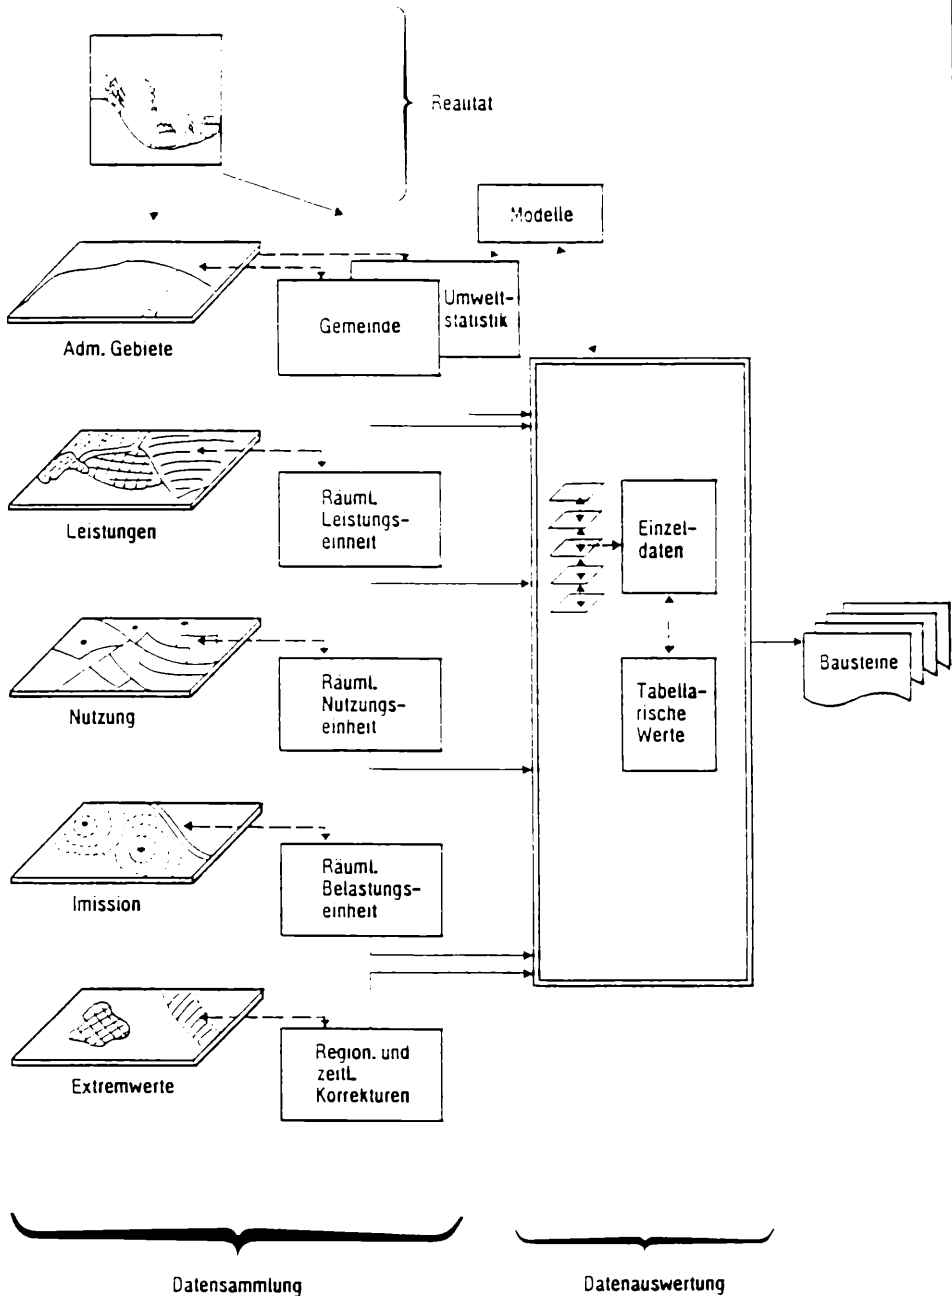 Realität
Modelle
Umwelt-
statistik
Gemeinde
Adm. Gebiete
Räuml.
Leistungs-
einheit
Leistungen
Einzel-
daten
Räuml.
Nutzungs-
einheit
Nutzung
Tabella-
rische
Werte
Bausteine
Räuml.
Belastungs-
einheit
Imission
Region. und
zeitl.
Korrekturen
Extremwerte
Datensammlung
Datenauswertung